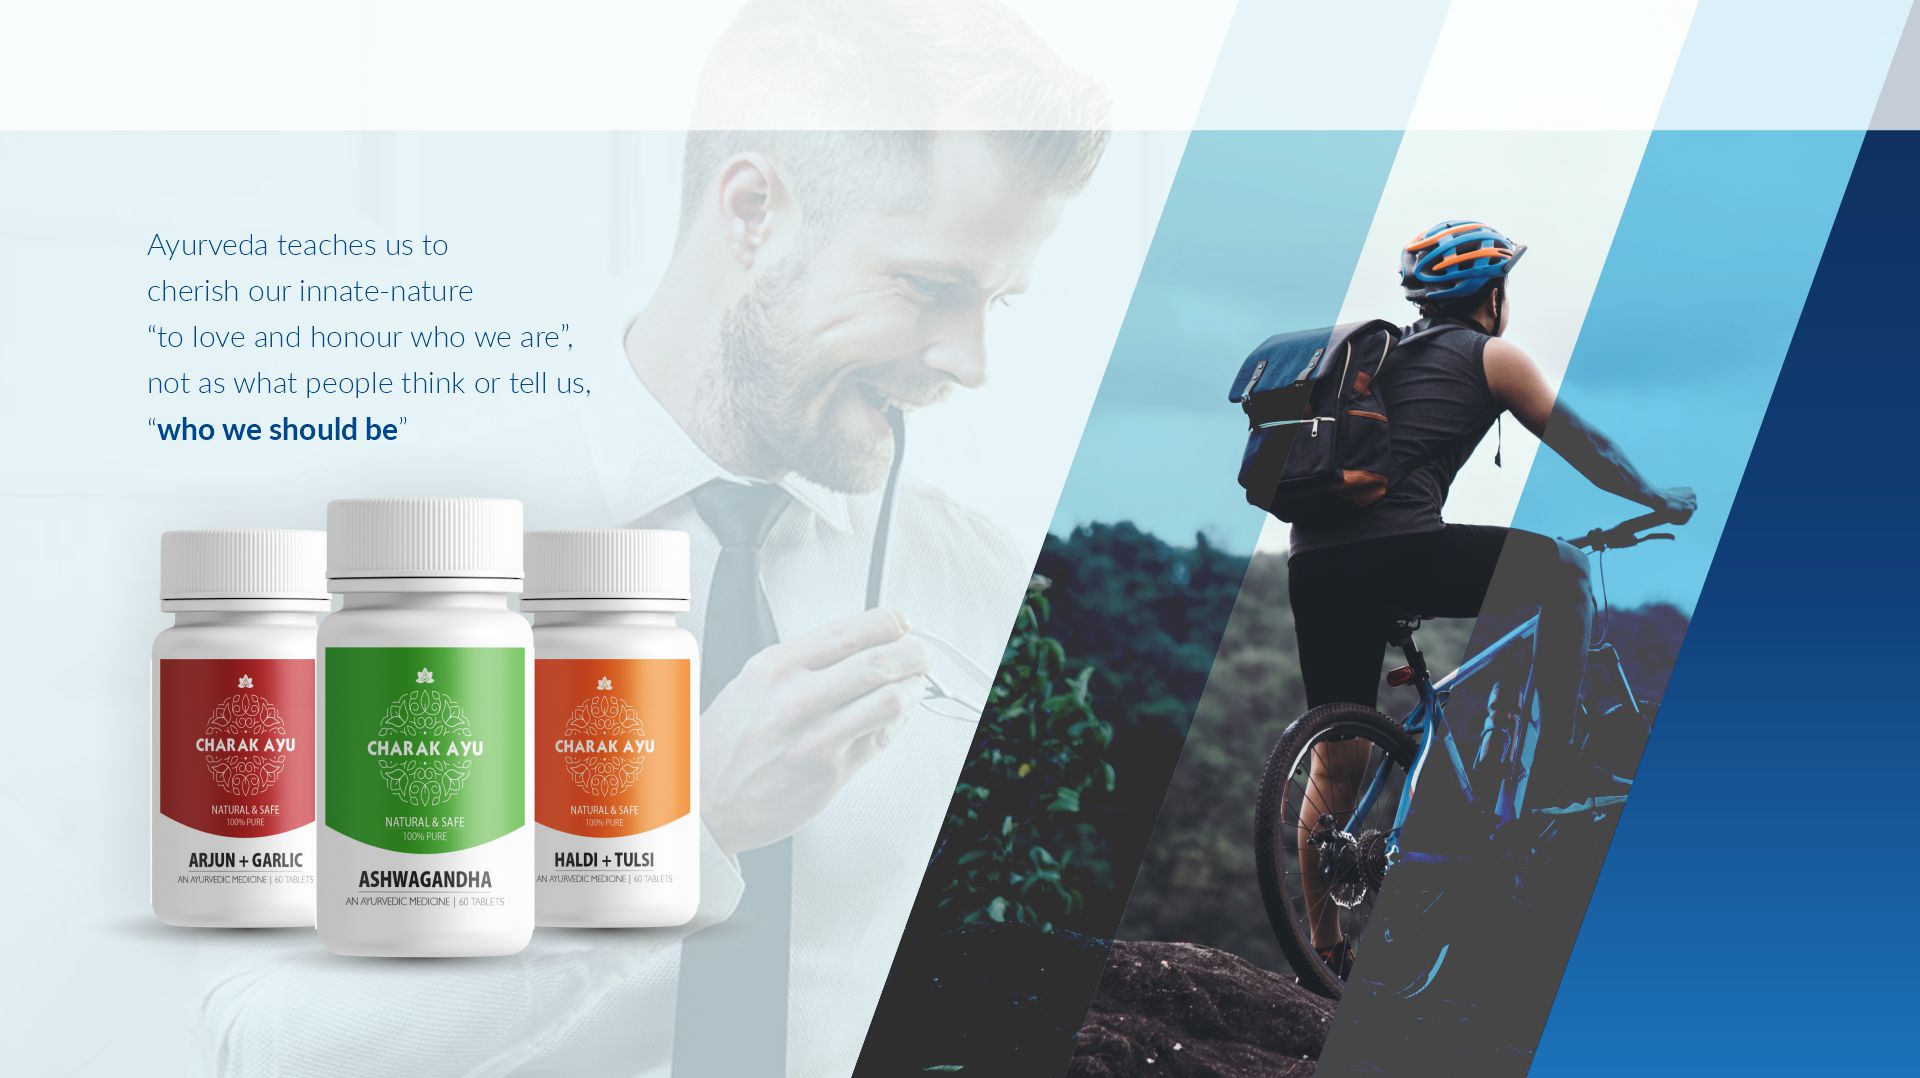 Ayurveda teaches us to
cherish our innate-nature
“to love and honour who we are”,
not as what people think or tell us,
“who we should be”
CHARAK AYU
NATURAL & SAFE
100% PURE
ARJUN + GARLIC
AN AYURVEDIC MEDICINE | 60 TABLETS
CHARAK AYU
NATURAL & SAFE
100% PURE
ASHWAGANDHA
AN AYURVEDIC MEDICINE | 60 TABLETS
CHARAK AYU
NATURAL & SAFE
100% PURE
HALDI + TULSI
AN AYURVEDIC MEDICINE | 60 TABLETS